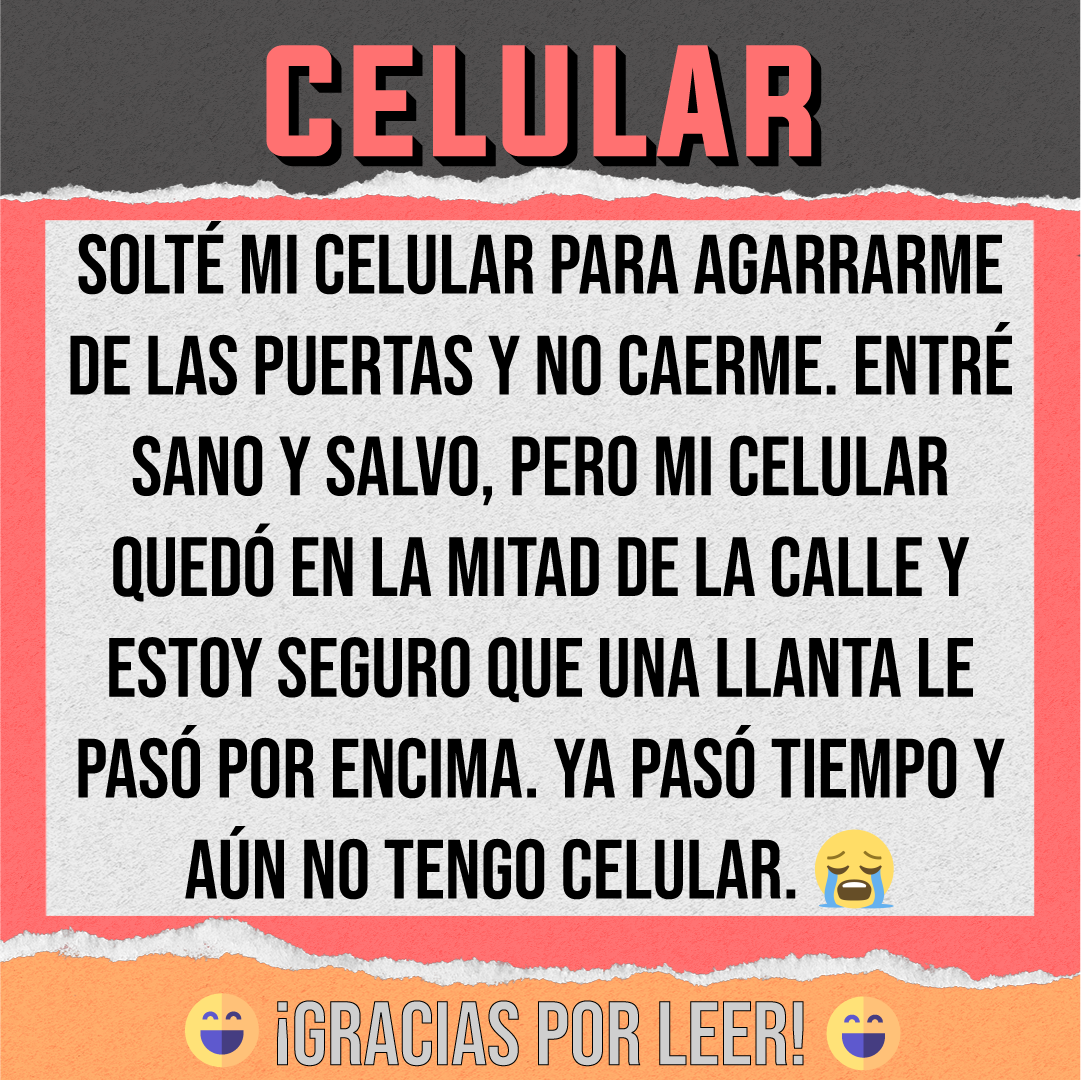 CELULAR
SOLTÉ MI CELULAR PARA AGARRARME
DE LAS PUERTAS Y NO CAERME. ENTRÉ
SANO Y SALVO, PERO MI CELULAR
QUEDÓ EN LA MITAD DE LA CALLE Y
ESTOY SEGURO QUE UNA LLANTA LE
PASÓ POR ENCIMA. YA PASÓ TIEMPO Y
AÚN NO TENGO CELULAR. 😭
😄 ¡GRACIAS POR LEER! 😄